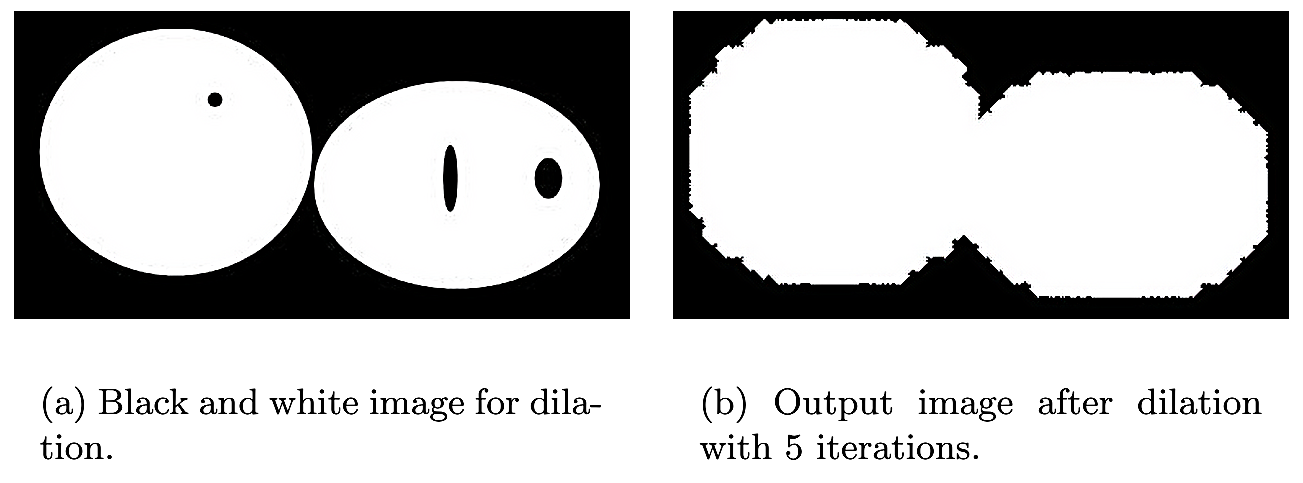 (a) Black and white image for dila-
tion.
(b) Output image after dilation
with 5 iterations.